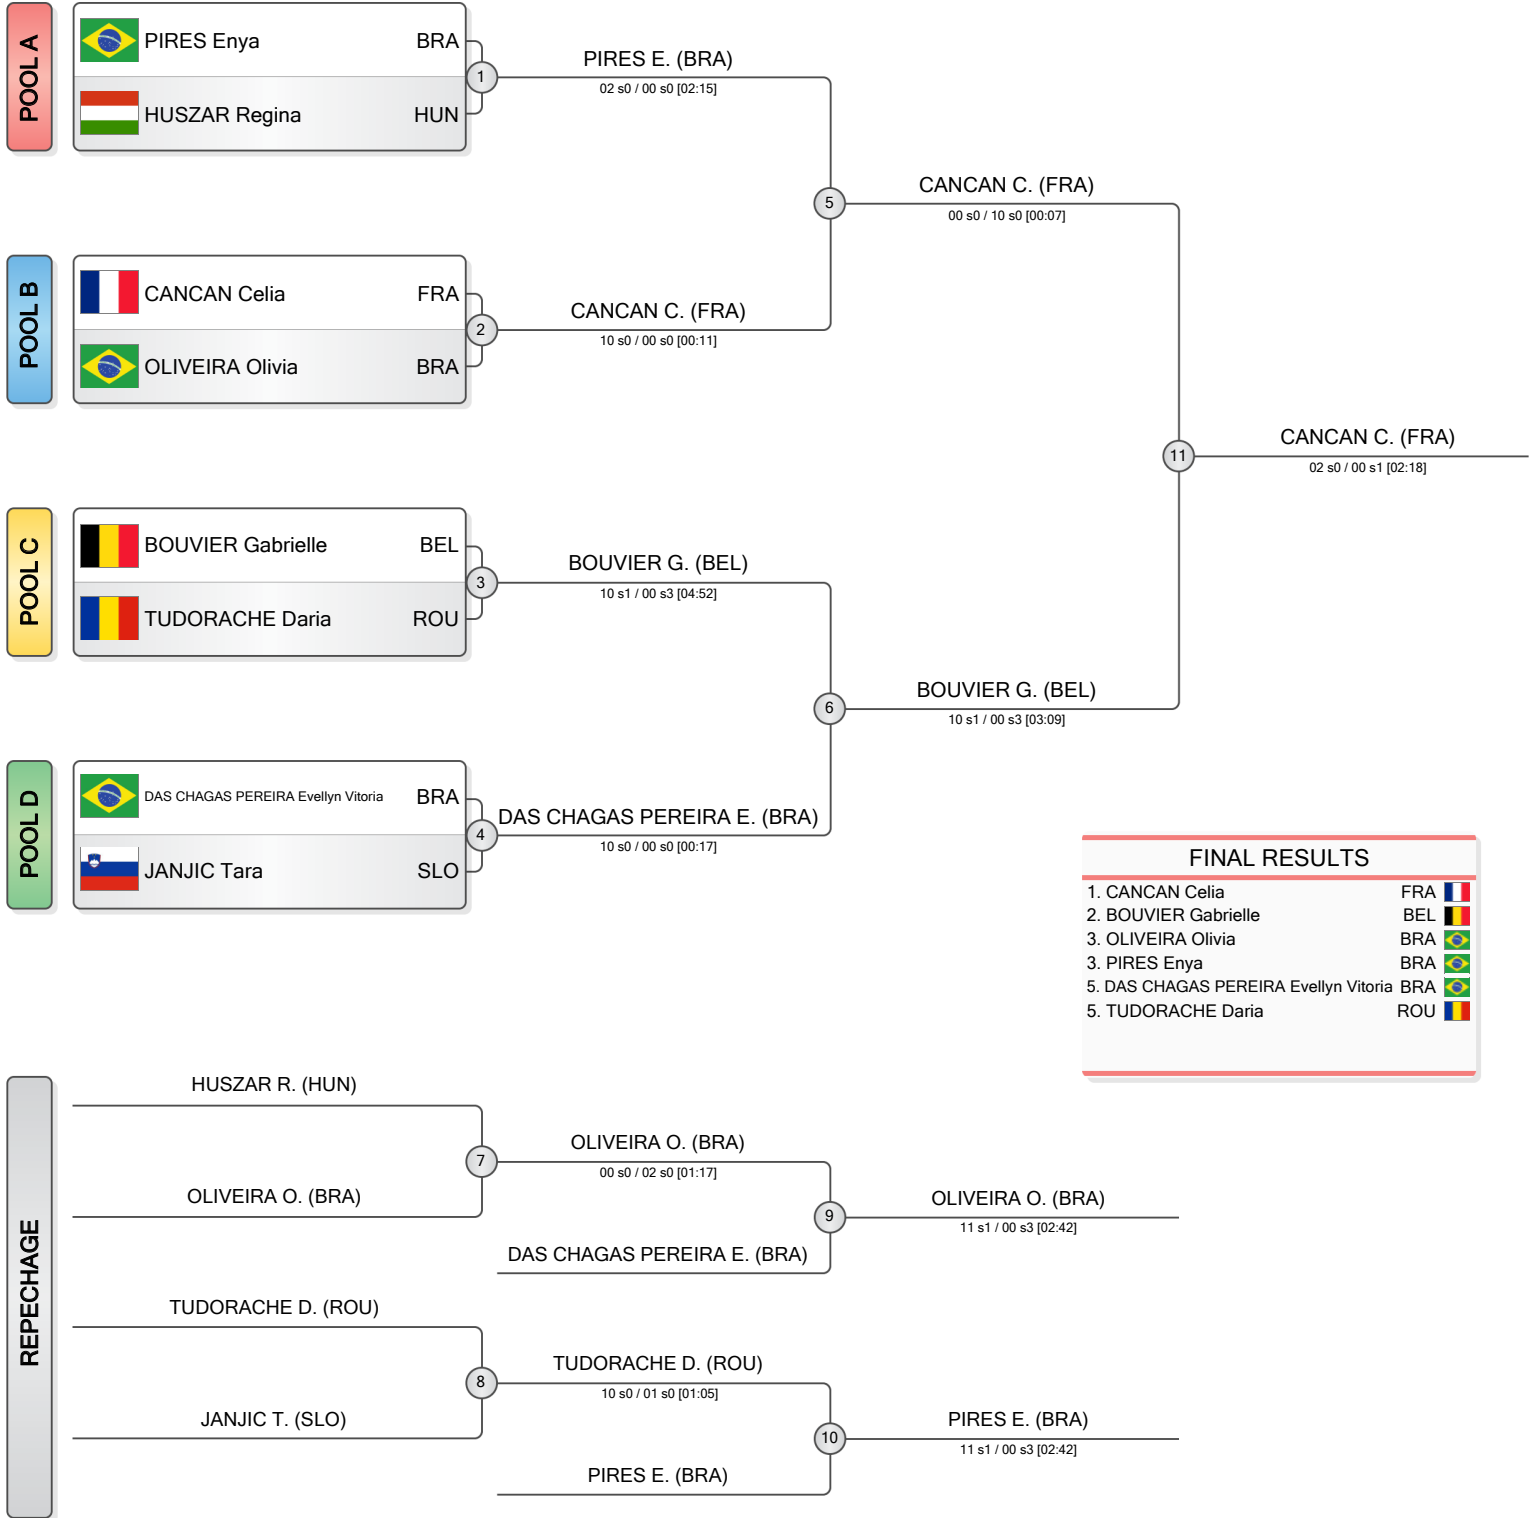 POOL A
PIRES Enya BRA
HUSZAR Regina HUN
1
PIRES E. (BRA)
02 s0 / 00 s0 [02:15]
5
CANCAN C. (FRA)
00 s0 / 10 s0 [00:07]
POOL B
CANCAN Celia FRA
OLIVEIRA Olivia BRA
2
CANCAN C. (FRA)
10 s0 / 00 s0 [00:11]
11
CANCAN C. (FRA)
02 s0 / 00 s1 [02:18]
POOL C
BOUVIER Gabrielle BEL
TUDORACHE Daria ROU
3
BOUVIER G. (BEL)
10 s1 / 00 s3 [04:52]
6
BOUVIER G. (BEL)
10 s1 / 00 s3 [03:09]
POOL D
DAS CHAGAS PEREIRA Evellyn Vitoria BRA
JANJIC Tara SLO
4
DAS CHAGAS PEREIRA E. (BRA)
10 s0 / 00 s0 [00:17]
FINAL RESULTS
1. CANCAN Celia FRA
2. BOUVIER Gabrielle BEL
3. OLIVEIRA Olivia BRA
3. PIRES Enya BRA
5. DAS CHAGAS PEREIRA Evellyn Vitoria BRA
5. TUDORACHE Daria ROU
REPECHAGE
HUSZAR R. (HUN)
OLIVEIRA O. (BRA)
7
OLIVEIRA O. (BRA)
00 s0 / 02 s0 [01:17]
DAS CHAGAS PEREIRA E. (BRA)
9
OLIVEIRA O. (BRA)
11 s1 / 00 s3 [02:42]
TUDORACHE D. (ROU)
JANJIC T. (SLO)
8
TUDORACHE D. (ROU)
10 s0 / 01 s0 [01:05]
PIRES E. (BRA)
10
PIRES E. (BRA)
11 s1 / 00 s3 [02:42]